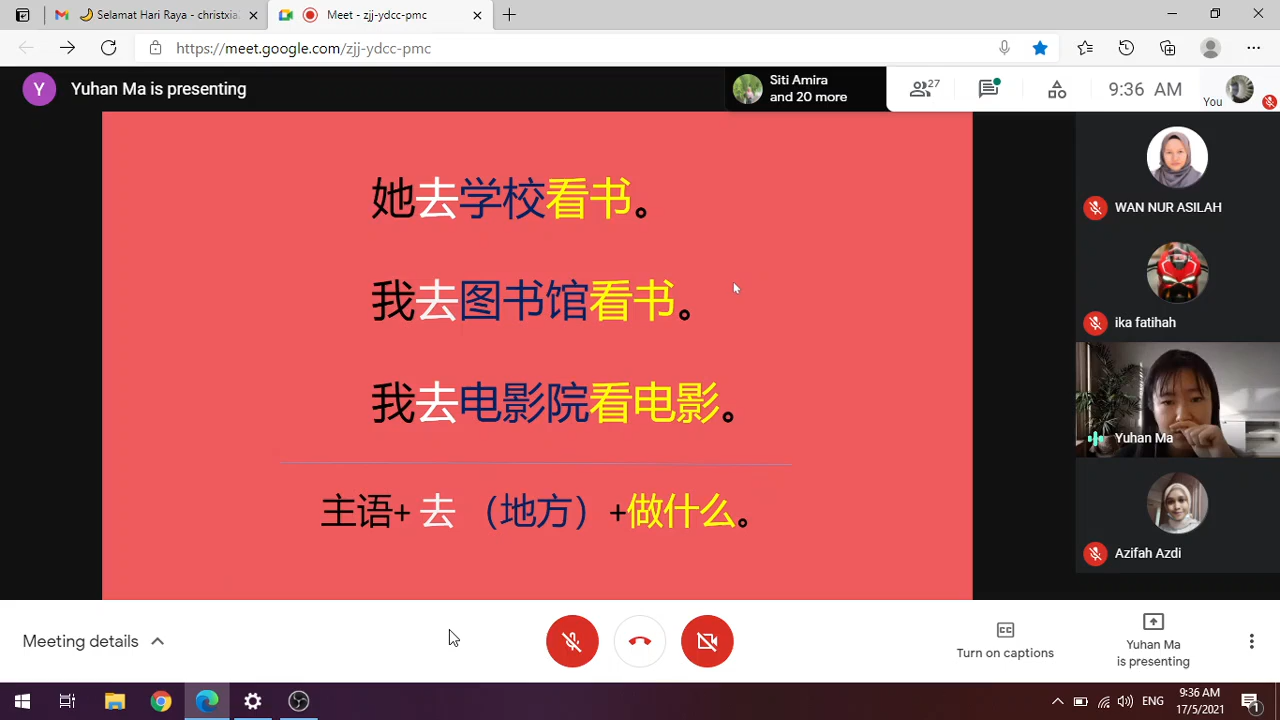 Selamat Hari Raya - christxia
Meet - zjj-ydcc-pmc
https://meet.google.com/zjj-ydcc-pmc
Y
Yuhan Ma is presenting
Siti Amira
and 20 more
27
9:36 AM
You
她去学校看书。
我去图书馆看书。
我去电影院看电影。
主语+ 去 （地方）+做什么。
WAN NUR ASILAH
ika fatihah
Yuhan Ma
Azifah Azdi
Meeting details
CC
Turn on captions
Yuhan Ma
is presenting
ENG
9:36 AM
17/5/2021
1